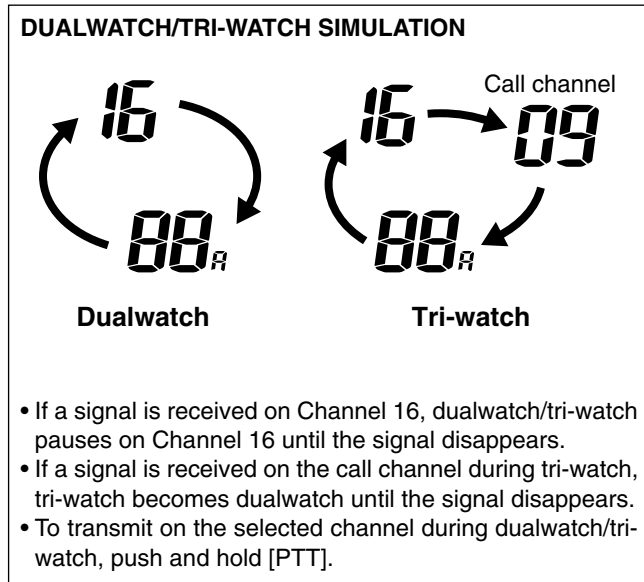 DUALWATCH/TRI-WATCH SIMULATION
Call channel
16
16
09
88A
88A
Dualwatch
Tri-watch
• If a signal is received on Channel 16, dualwatch/tri-watch
pauses on Channel 16 until the signal disappears.
• If a signal is received on the call channel during tri-watch,
tri-watch becomes dualwatch until the signal disappears.
• To transmit on the selected channel during dualwatch/tri-
watch, push and hold [PTT].